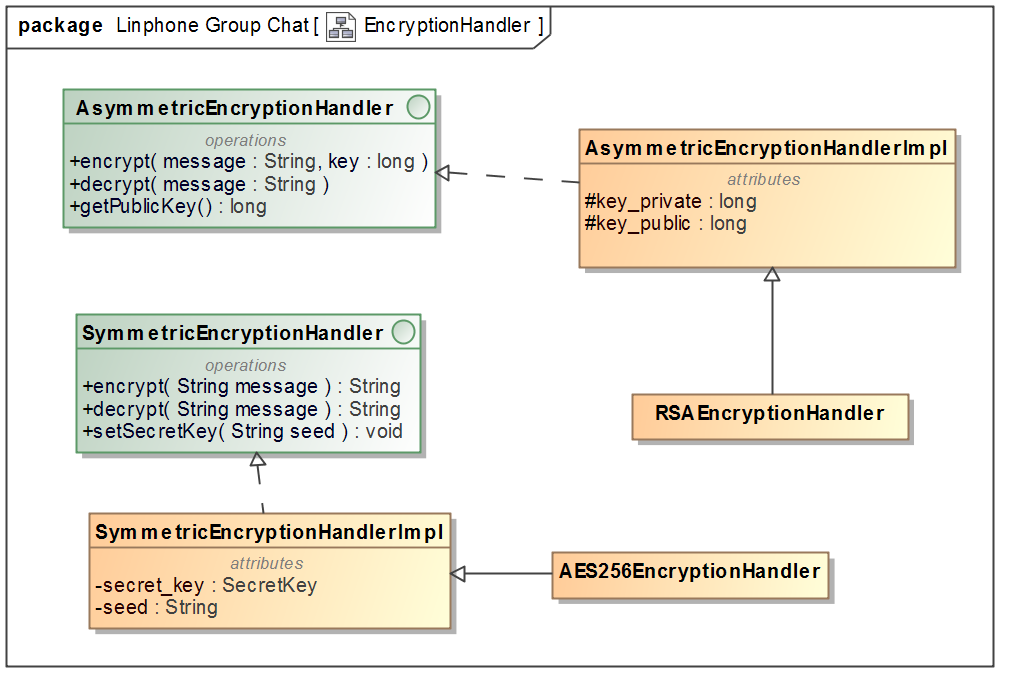 package Linphone Group Chat [ EncryptionHandler ]
AsymmetricEncryptionHandler
operations
+encrypt( message : String, key : long )
+decrypt( message : String )
+getPublicKey() : long
AsymmetricEncryptionHandlerImpl
attributes
#key_private : long
#key_public : long
SymmetricEncryptionHandler
operations
+encrypt( String message ) : String
+decrypt( String message ) : String
+setSecretKey( String seed ) : void
RSAEncryptionHandler
SymmetricEncryptionHandlerImpl
attributes
-secret_key : SecretKey
-seed : String
AES256EncryptionHandler